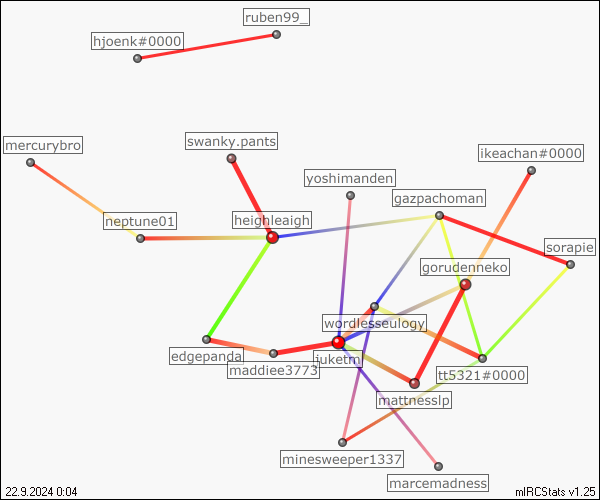 ruben99_
hjoenk#0000
mercurybro
swanky.pants
ikeachan#0000
yoshimanden
gazpachoman
neptune01
heighleaigh
sorapie
gorudenneko
wordlesseulogy
edgepanda
juketm
maddiee3773
tt5321#0000
mattnesslp
minesweeper1337
marcemadness
22.9.2024 0:04
mIRCStats v1.25